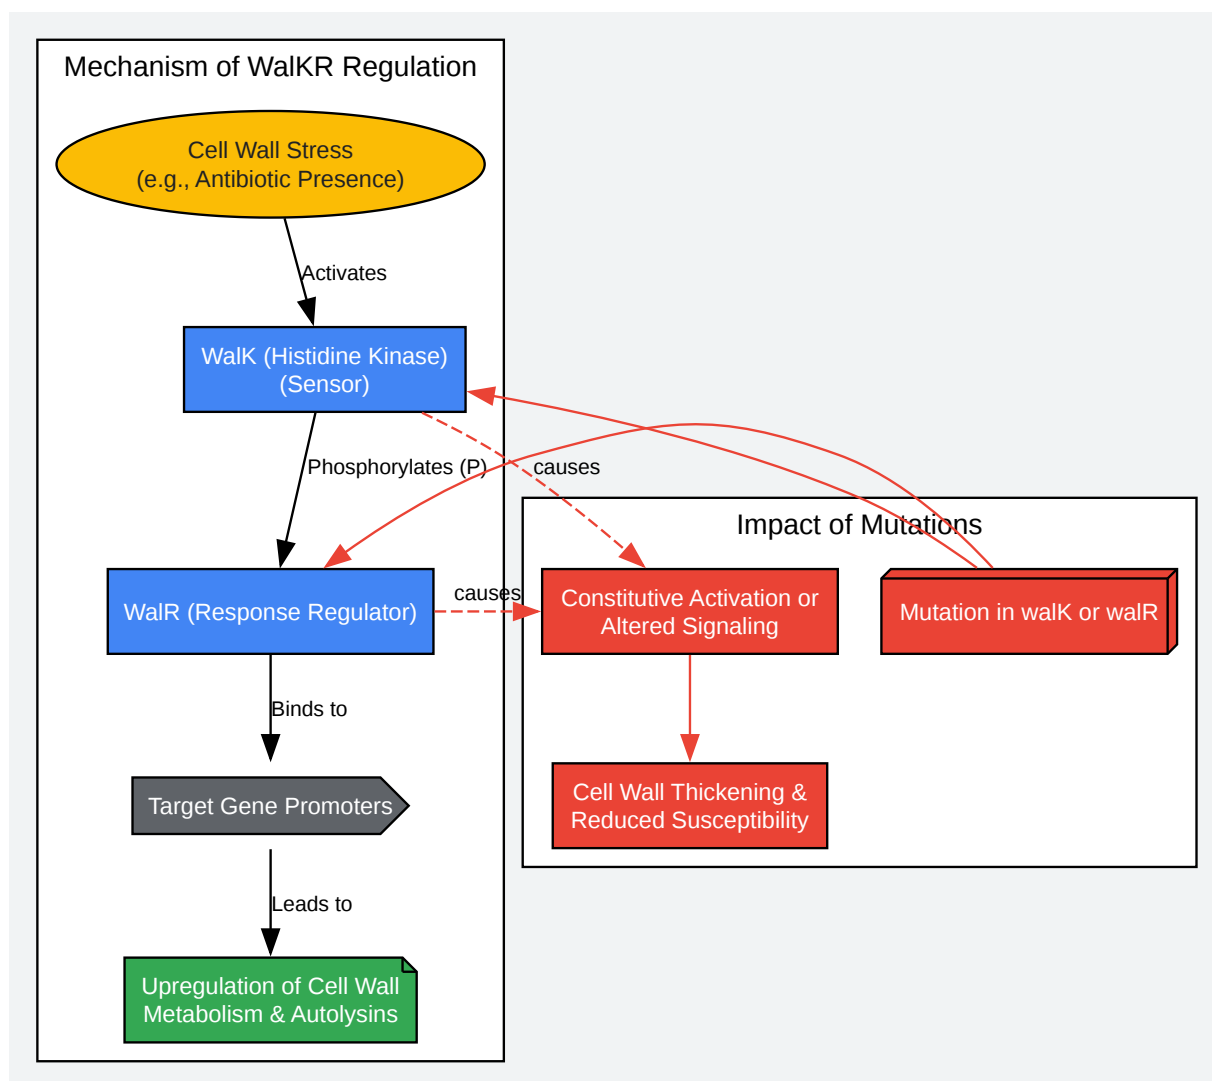 Mechanism of WalKR Regulation
Cell Wall Stress
(e.g., Antibiotic Presence)
Activates
WalK (Histidine Kinase)
(Sensor)
Phosphorylates (P)
causes
Impact of Mutations
WalR (Response Regulator)
causes
Constitutive Activation or
Altered Signaling
Mutation in walK or walR
Binds to
Target Gene Promoters
Cell Wall Thickening &
Reduced Susceptibility
Leads to
Upregulation of Cell Wall
Metabolism & Autolysins